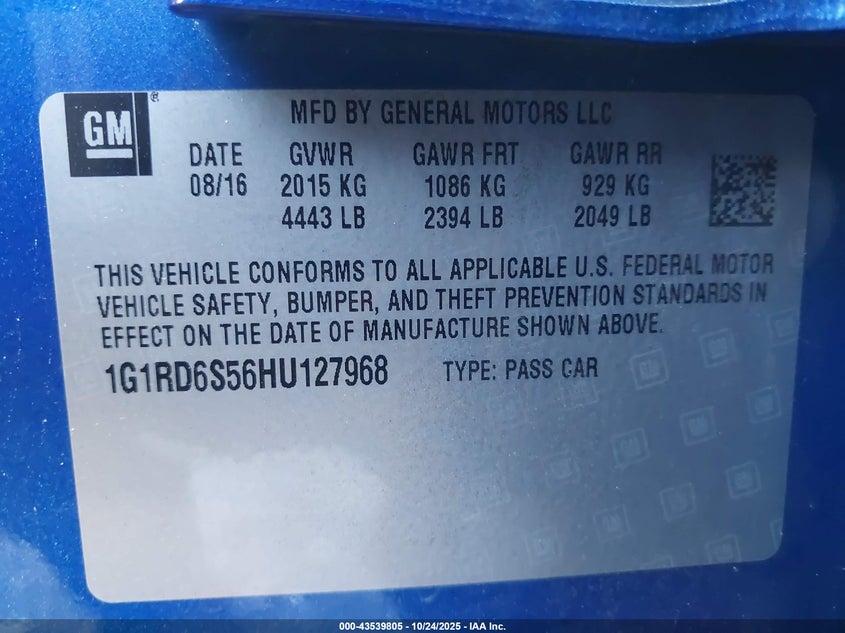 GM®
MFD BY GENERAL MOTORS LLC
DATE GVWR GAWR FRT GAWR RR
08/16 2015 KG 1086 KG 929 KG
4443 LB 2394 LB 2049 LB
THIS VEHICLE CONFORMS TO ALL APPLICABLE U.S. FEDERAL MOTOR
VEHICLE SAFETY, BUMPER, AND THEFT PREVENTION STANDARDS IN
EFFECT ON THE DATE OF MANUFACTURE SHOWN ABOVE.
1G1RD6S56HU127968 TYPE: PASS CAR
000-43539805 - 10/24/2025 - IAA Inc.